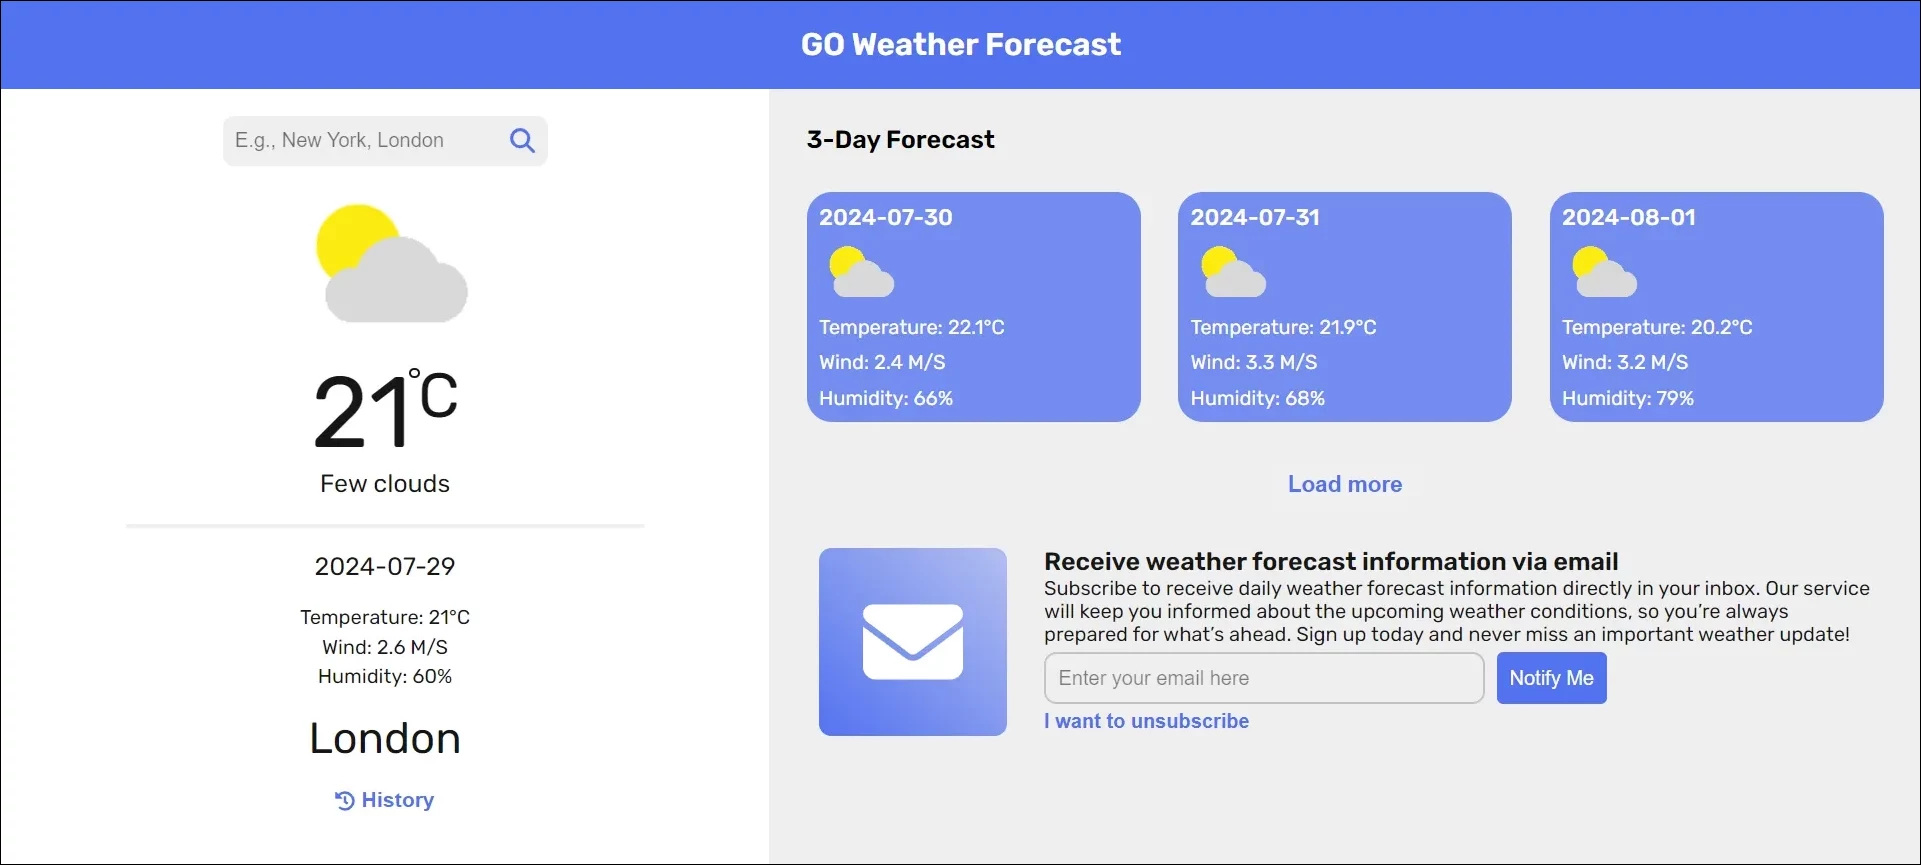 GO Weather Forecast
E.g., New York, London
21°C
Few clouds
2024-07-29
Temperature: 21°C
Wind: 2.6 M/S
Humidity: 60%
London
History
3-Day Forecast
2024-07-30
Temperature: 22.1°C
Wind: 2.4 M/S
Humidity: 66%
2024-07-31
Temperature: 21.9°C
Wind: 3.3 M/S
Humidity: 68%
2024-08-01
Temperature: 20.2°C
Wind: 3.2 M/S
Humidity: 79%
Load more
Receive weather forecast information via email
Subscribe to receive daily weather forecast information directly in your inbox. Our service
will keep you informed about the upcoming weather conditions, so you’re always
prepared for what’s ahead. Sign up today and never miss an important weather update!
Enter your email here
Notify Me
I want to unsubscribe